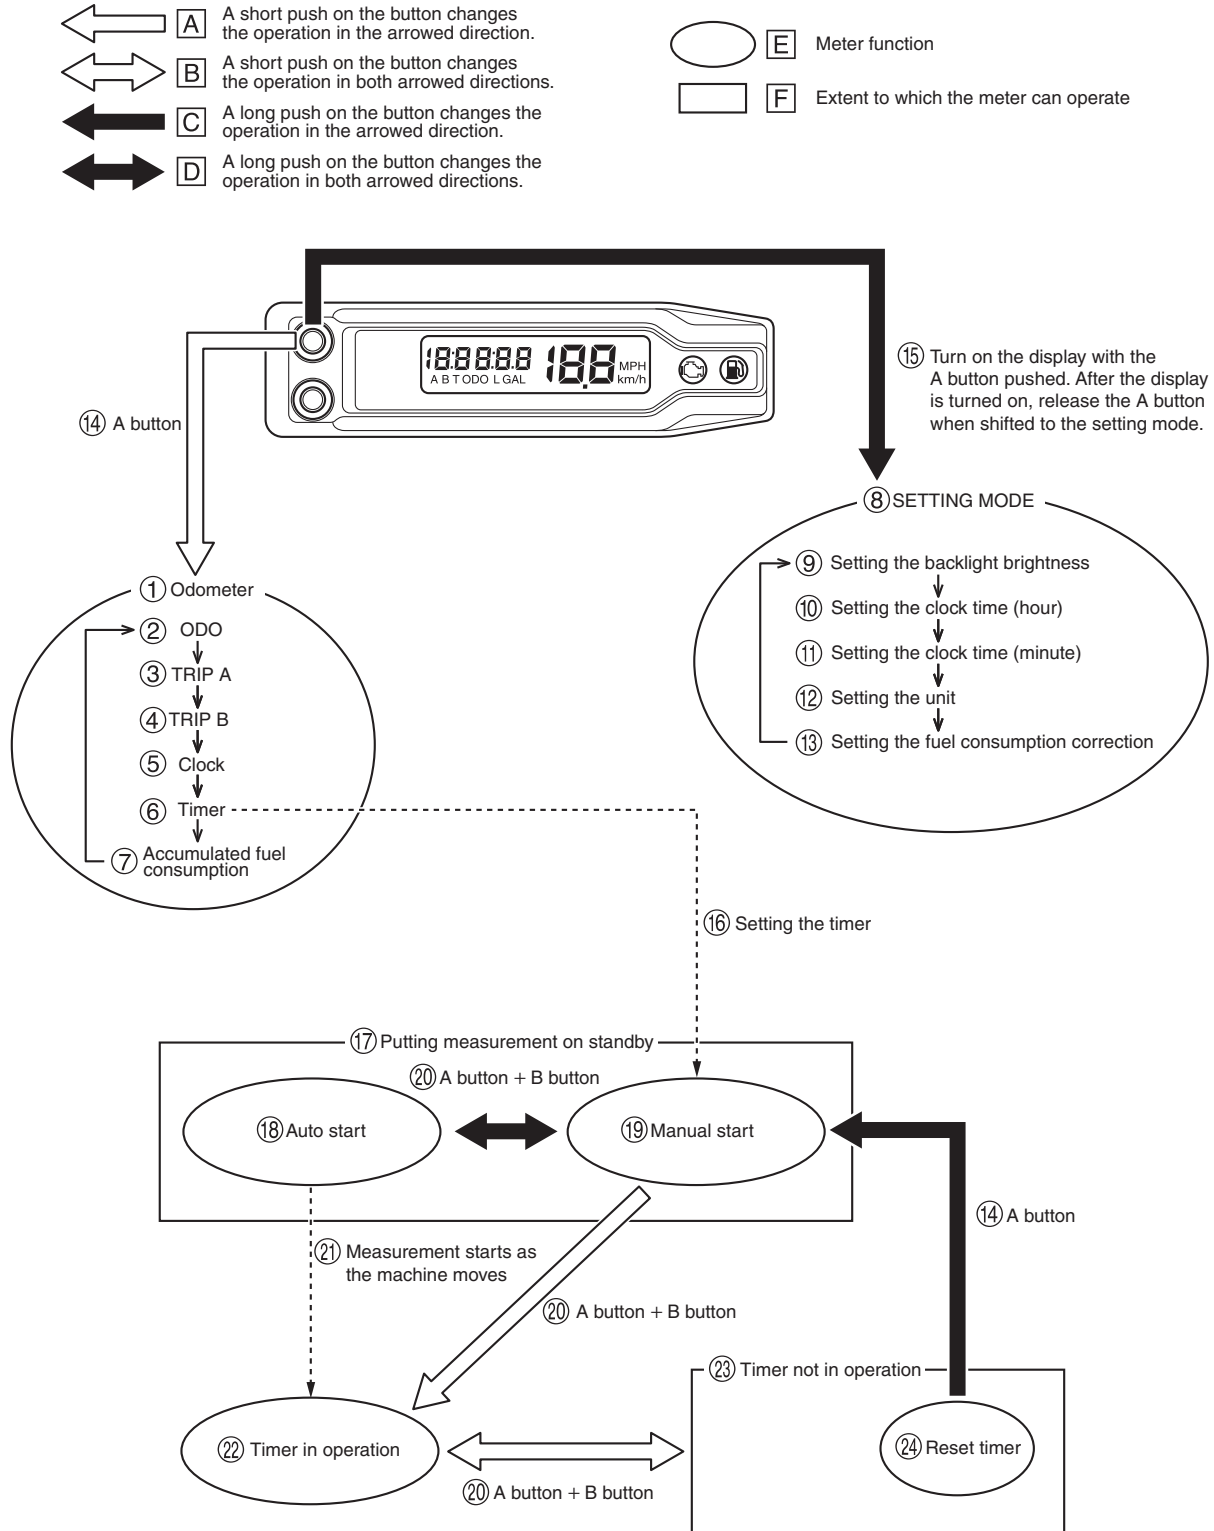 A A short push on the button changes
the operation in the arrowed direction.
B A short push on the button changes
the operation in both arrowed directions.
C A long push on the button changes the
operation in the arrowed direction.
D A long push on the button changes the
operation in both arrowed directions.
E Meter function
F Extent to which the meter can operate
18:88.8.8 18.8 MPH
A B T ODO L GAL km/h
⑭ A button
⑮ Turn on the display with the
A button pushed. After the display
is turned on, release the A button
when shifted to the setting mode.
① Odometer
② ODO
③ TRIP A
④ TRIP B
⑤ Clock
⑥ Timer
⑦ Accumulated fuel
consumption
⑧ SETTING MODE
⑨ Setting the backlight brightness
⑩ Setting the clock time (hour)
⑪ Setting the clock time (minute)
⑫ Setting the unit
⑬ Setting the fuel consumption correction
⑯ Setting the timer
⑰ Putting measurement on standby
⑳ A button + B button
⑱ Auto start
⑲ Manual start
⑭ A button
㉑ Measurement starts as
the machine moves
⑳ A button + B button
㉓ Timer not in operation
㉒ Timer in operation
㉔ Reset timer
⑳ A button + B button